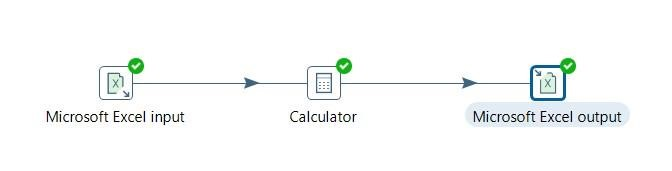 Microsoft Excel input
Calculator
Microsoft Excel output